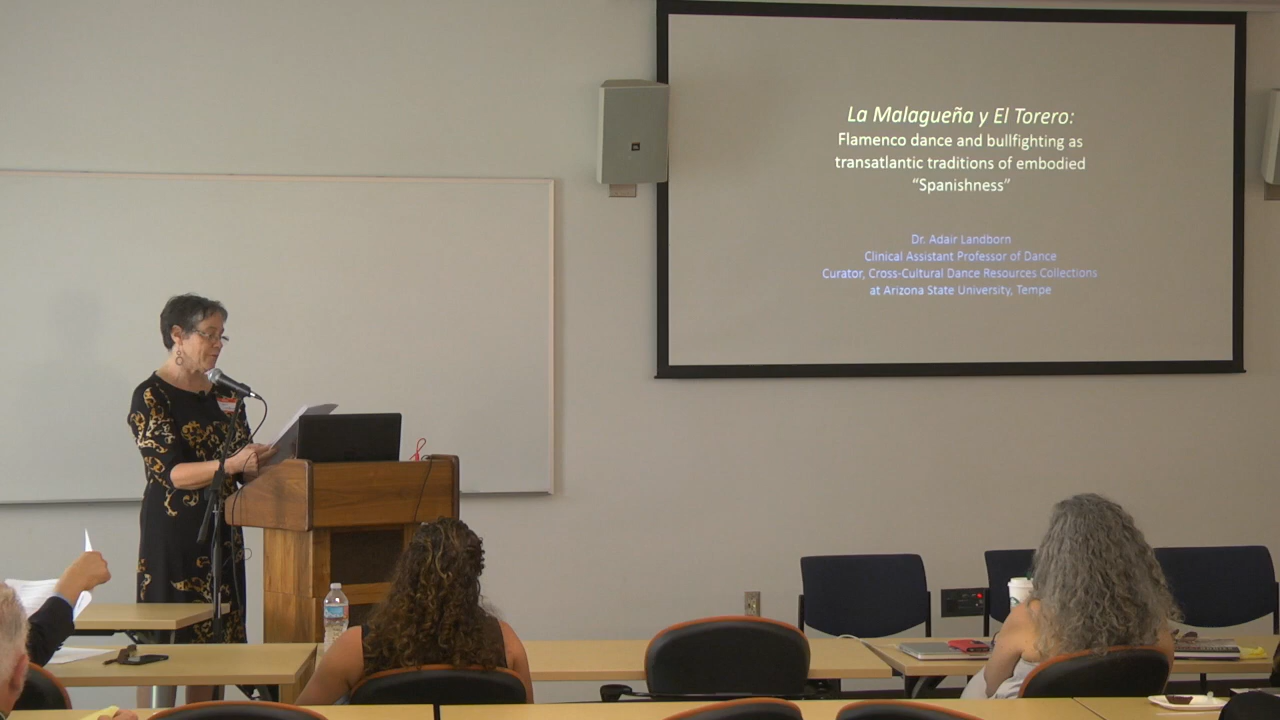 La Malagueña y El Torero:
Flamenco dance and bullfighting as
transatlantic traditions of embodied
“Spanishness”
Dr. Adair Landborn
Clinical Assistant Professor of Dance
Curator, Cross-Cultural Dance Resources Collections
at Arizona State University, Tempe